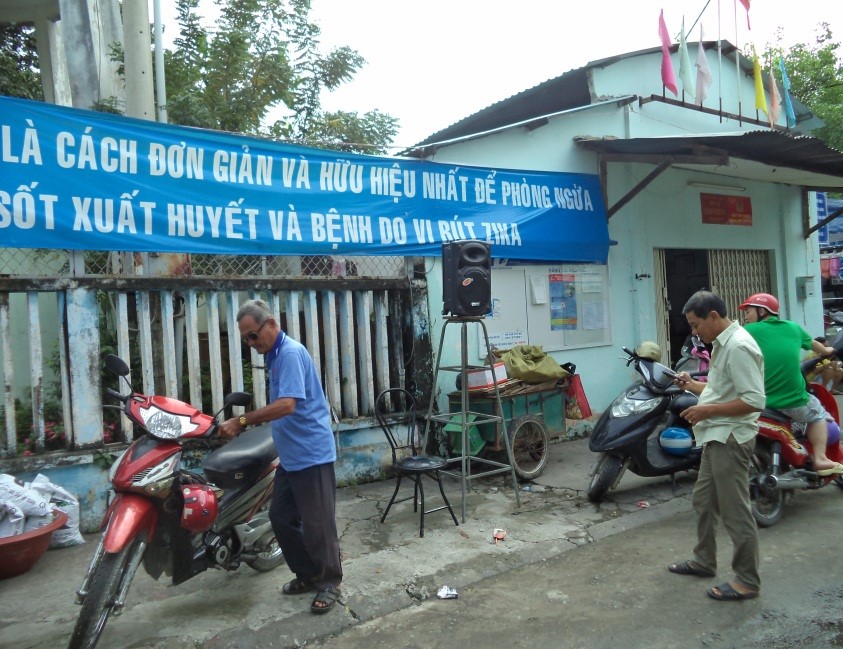 LÀ CÁCH ĐƠN GIẢN VÀ HỮU HIỆU NHẤT ĐỂ PHÒNG NGỪA
SỐT XUẤT HUYẾT VÀ BỆNH DO VI RÚT ZIKA